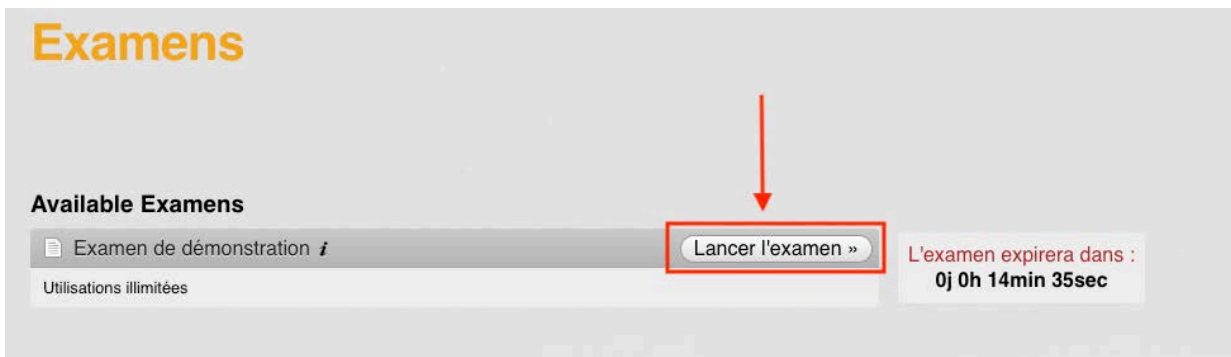 Examens
Available Examens
Examen de démonstration i
Lancer l'examen »
L'examen expirera dans :
0j 0h 14min 35sec
Utilisations illimitées